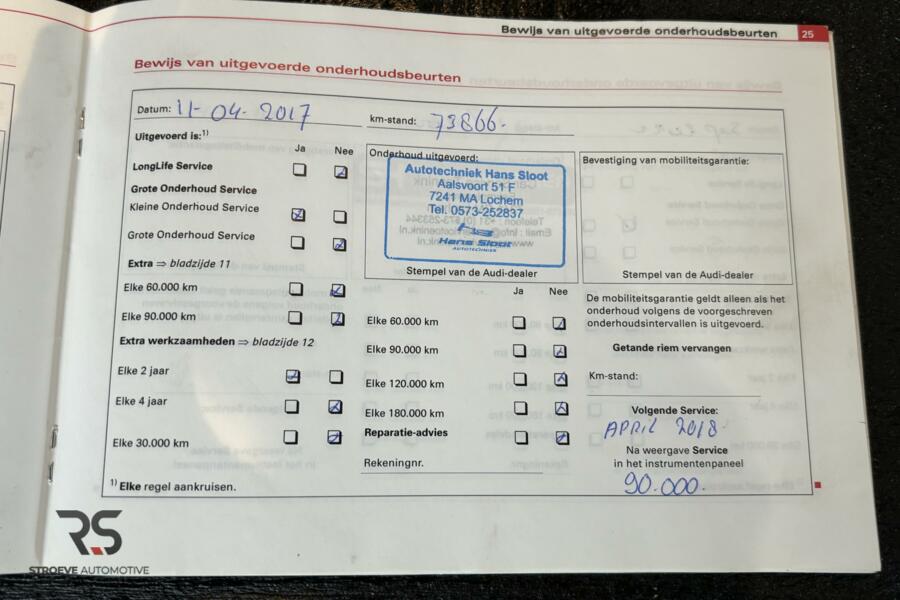 Bewijs van uitgevoerde onderhoudsbeurten 25
Bewijs van uitgevoerde onderhoudsbeurten
Datum: 11-04-2017
km-stand: 73866.
Uitgevoerd is:1)
Ja Nee
LongLife Service
Grote Onderhoud Service
Kleine Onderhoud Service
Grote Onderhoud Service
Extra ⇒ bladzijde 11
Elke 60.000 km
Elke 90.000 km
Extra werkzaamheden ⇒ bladzijde 12
Elke 2 jaar
Elke 4 jaar
Elke 30.000 km
1) Elke regel aankruisen.
Onderhoud uitgevoerd:
Autotechniek Hans Sloot
Aalsvoort 51 F
7241 MA Lochem
Tel. 0573-252837
Hans Sloot
AUTOTECHNIEK
Stempel van de Audi-dealer
Ja Nee
Elke 60.000 km
Elke 90.000 km
Elke 120.000 km
Elke 180.000 km
Reparatie-advies
Rekeningnr.
Bevestiging van mobiliteitsgarantie:
Stempel van de Audi-dealer
De mobiliteitsgarantie geldt alleen als het
onderhoud volgens de voorgeschreven
onderhoudsintervallen is uitgevoerd.
Getande riem vervangen
Km-stand:
Volgende Service:
APRIL 2018
Na weergave Service
in het instrumentenpaneel
90.000.
RS
STROEVE AUTOMOTIVE